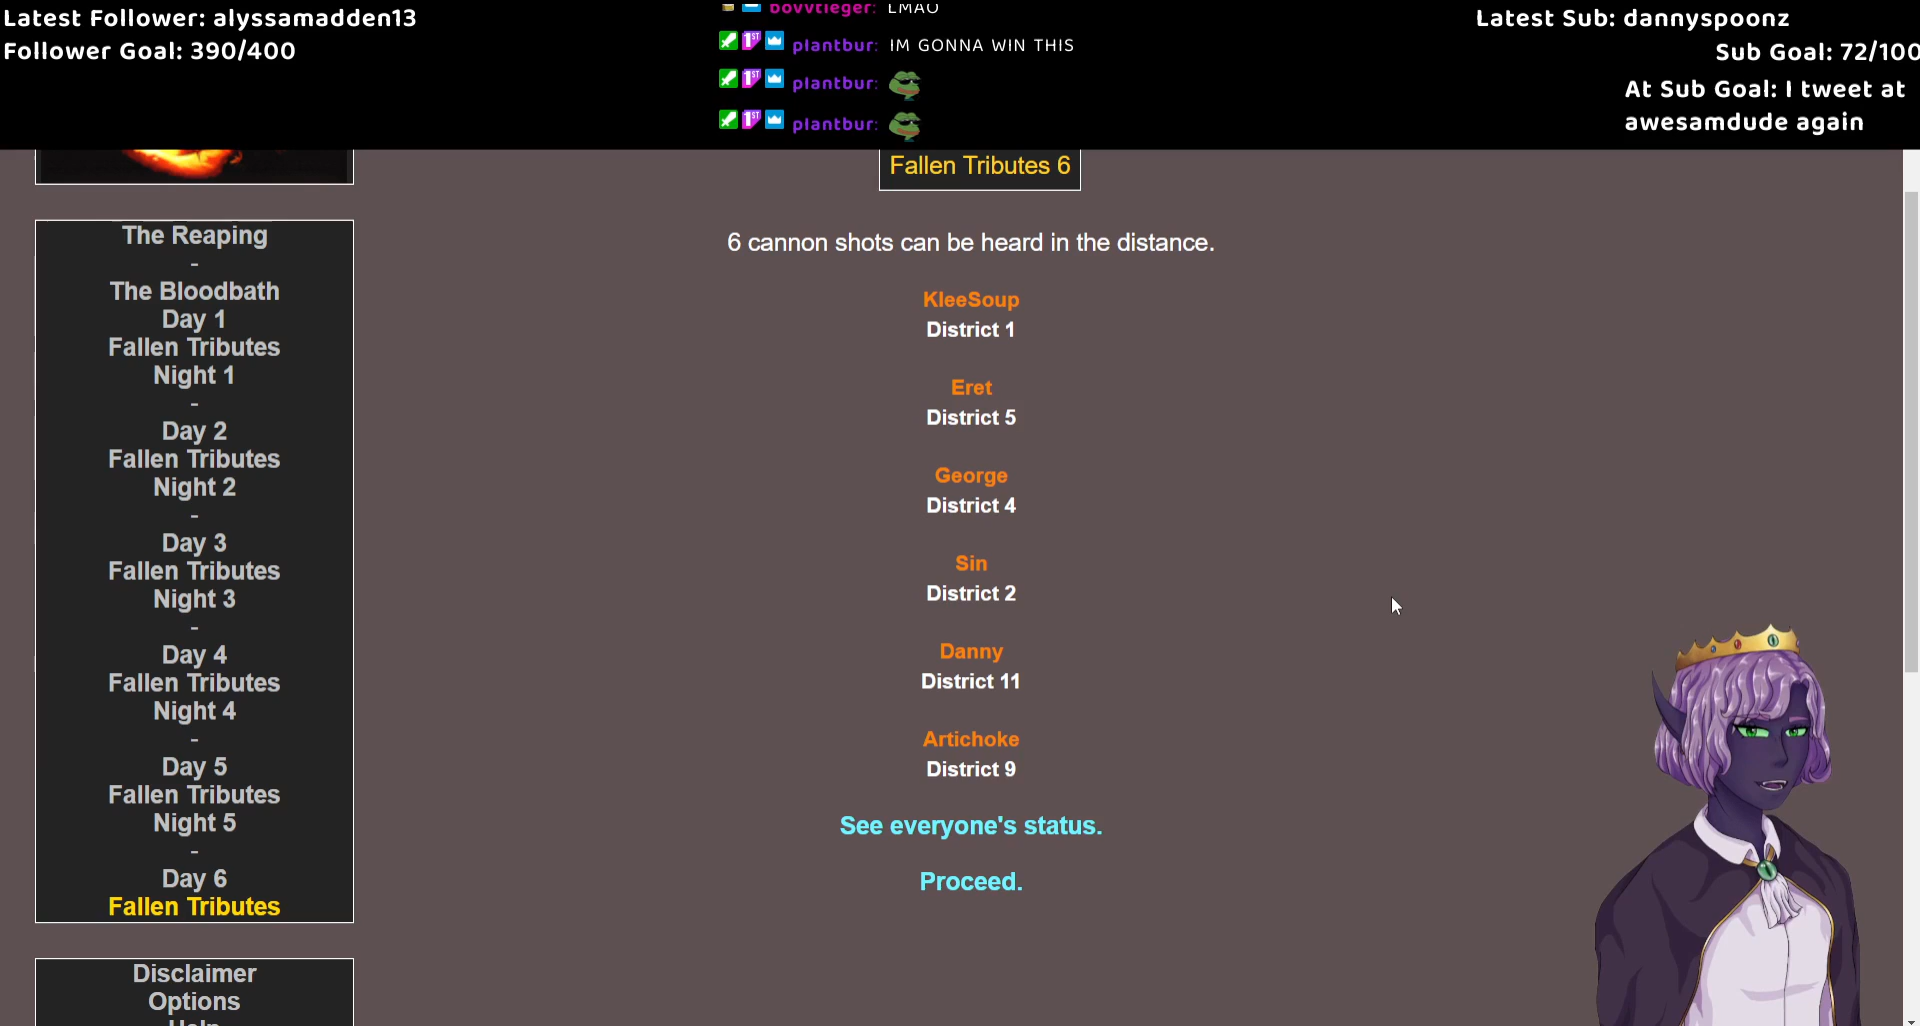 Latest Follower: alyssamadden13
Follower Goal: 390/400
bovvtieger: LMAO
1ST plantbur: IM GONNA WIN THIS
1ST plantbur:
1ST plantbur:
Latest Sub: dannyspoonz
Sub Goal: 72/100
At Sub Goal: I tweet at
awesamdude again
The Reaping
-
The Bloodbath
Day 1
Fallen Tributes
Night 1
-
Day 2
Fallen Tributes
Night 2
-
Day 3
Fallen Tributes
Night 3
-
Day 4
Fallen Tributes
Night 4
-
Day 5
Fallen Tributes
Night 5
-
Day 6
Fallen Tributes
Disclaimer
Options
Help
Fallen Tributes 6
6 cannon shots can be heard in the distance.
KleeSoup
District 1
Eret
District 5
George
District 4
Sin
District 2
Danny
District 11
Artichoke
District 9
See everyone's status.
Proceed.